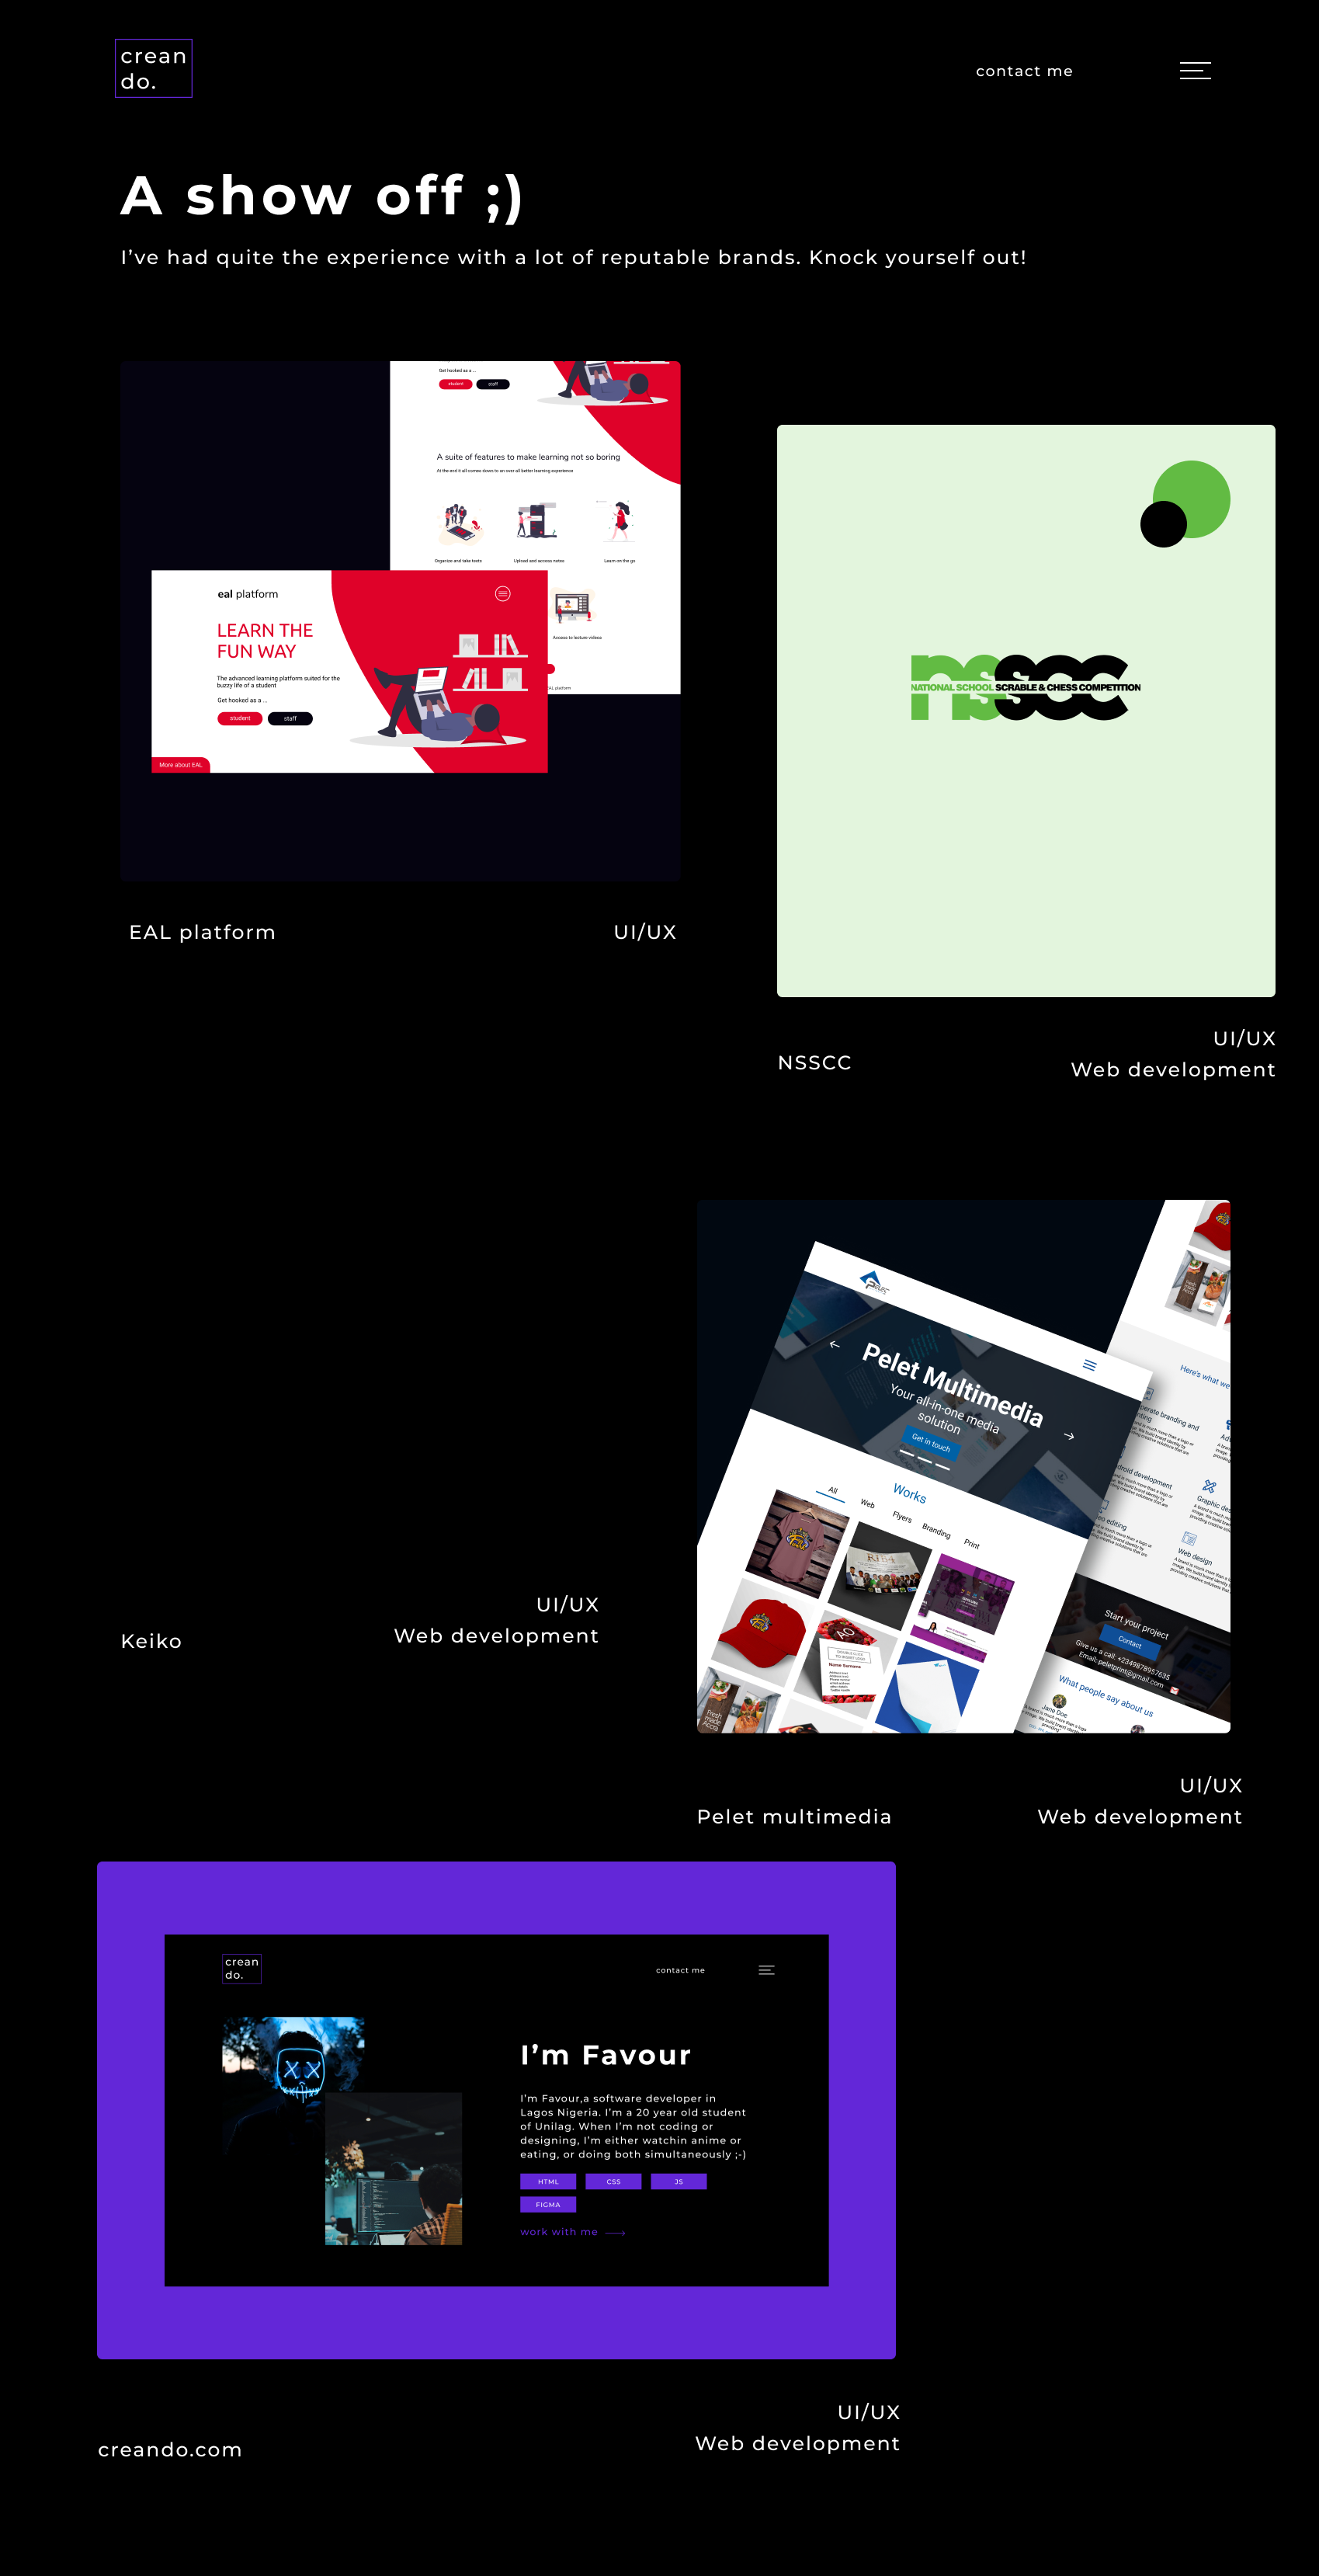 crean
do.
contact me
A show off ;)
I’ve had quite the experience with a lot of reputable brands. Knock yourself out!
Get hooked as a ...
student
staff
A suite of features to make learning not so boring
At the end it all comes down to an over all better learning experience
Organize and take tests
Upload and access notes
Learn on the go
Access to lecture videos
eal platform
LEARN THE
FUN WAY
The advanced learning platform suited for the
buzzy life of a student
Get hooked as a ...
student
staff
More about EAL
NATIONAL SCHOOL SCRABLE & CHESS COMPETITION
EAL platform
UI/UX
NSSCC
UI/UX
Web development
Pelet Multimedia
Your all-in-one media
solution
Get in touch
Works
All
Web
Flyers
Branding
Print
Here's what we
Web design
Start your project
Contact
Give us a call: +2349878957635
Email: peletprint@gmail.com
What people say about us
Jane Doe
Fresh
made
Accra
Keiko
UI/UX
Web development
Pelet multimedia
UI/UX
Web development
crean
do.
contact me
I’m Favour
I’m Favour,a software developer in
Lagos Nigeria. I’m a 20 year old student
of Unilag. When I’m not coding or
designing, I’m either watchin anime or
eating, or doing both simultaneously ;-)
HTML
CSS
JS
FIGMA
work with me
creando.com
UI/UX
Web development